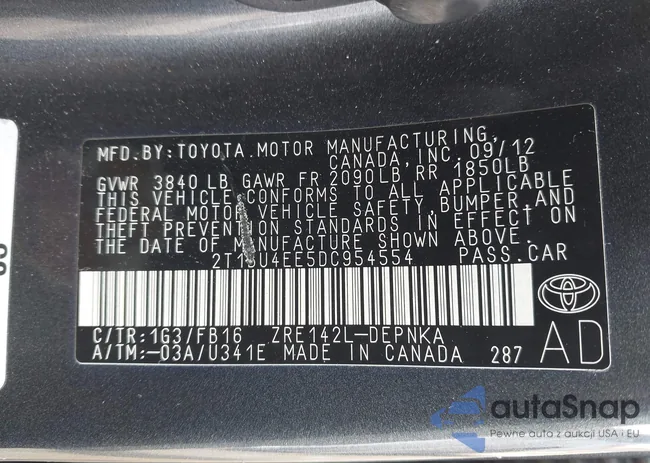 MFD.BY:TOYOTA MOTOR MANUFACTURING,
CANADA, INC. 09/12
GVWR 3840 LB GAWR FR 2090LB RR 1850LB
THIS VEHICLE CONFORMS TO ALL APPLICABLE
FEDERAL MOTOR VEHICLE SAFETY, BUMPER, AND
THEFT PREVENTION STANDARDS IN EFFECT ON
THE DATE OF MANUFACTURE SHOWN ABOVE.
PASS.CAR
C/TR:1G3/FB16 ZRE142L-DEPNKA
A/TM:-03A/U341E MADE IN CANADA 287
AD
autoSnap
Pewne auto z aukcji USA i EU